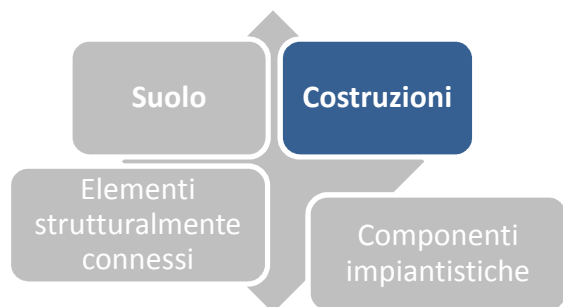 Suolo
Costruzioni
Elementi
strutturalmente
connessi
Componenti
impiantistiche